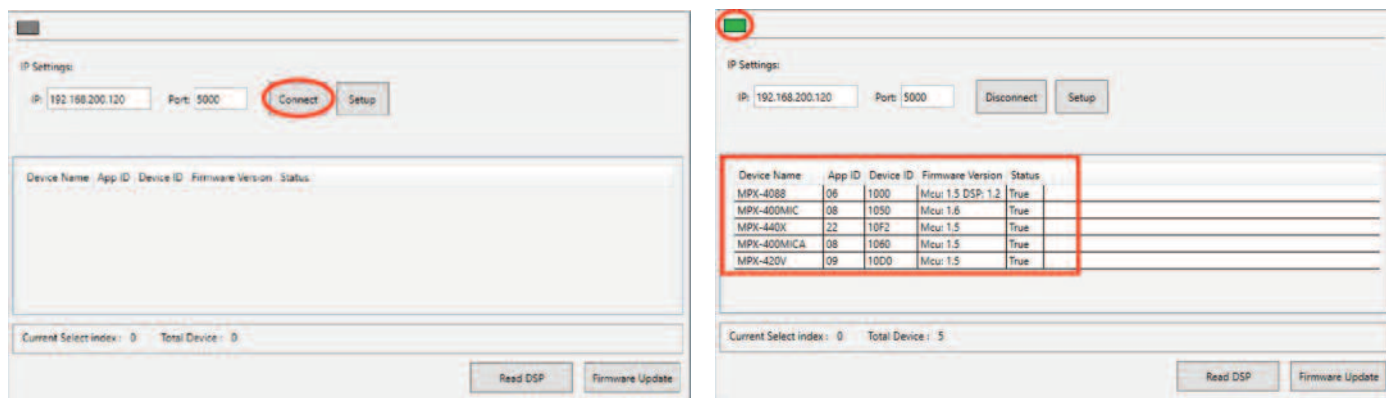 IP Settings:
IP: 192.168.200.120 Port: 5000 Connect Setup
Device Name App ID Device ID Firmware Version Status
Current Select index : 0 Total Device : 0
Read DSP Firmware Update
IP Settings:
IP: 192.168.200.120 Port: 5000 Disconnect Setup
Device Name App ID Device ID Firmware Version Status
MPX-4088 06 1000 Mcu: 1.5 DSP: 1.2 True
MPX-400MIC 08 1050 Mcu: 1.6 True
MPX-440X 22 10F2 Mcu: 1.5 True
MPX-400MICA 08 1060 Mcu: 1.5 True
MPX-420V 09 10D0 Mcu: 1.5 True
Current Select index : 0 Total Device : 5
Read DSP Firmware Update